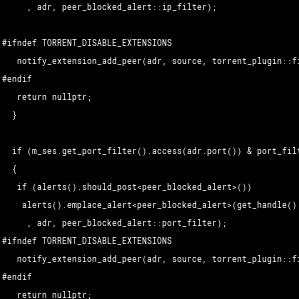 , adr, peer_blocked_alert::ip_filter);
#ifndef TORRENT_DISABLE_EXTENSIONS
notify_extension_add_peer(adr, source, torrent_plugin::fi
#endif
return nullptr;
}
if (m_ses.get_port_filter().access(adr.port()) & port_filt
{
if (alerts().should_post<peer_blocked_alert>())
alerts().emplace_alert<peer_blocked_alert>(get_handle()
, adr, peer_blocked_alert::port_filter);
#ifndef TORRENT_DISABLE_EXTENSIONS
notify_extension_add_peer(adr, source, torrent_plugin::fi
#endif
return nullptr;